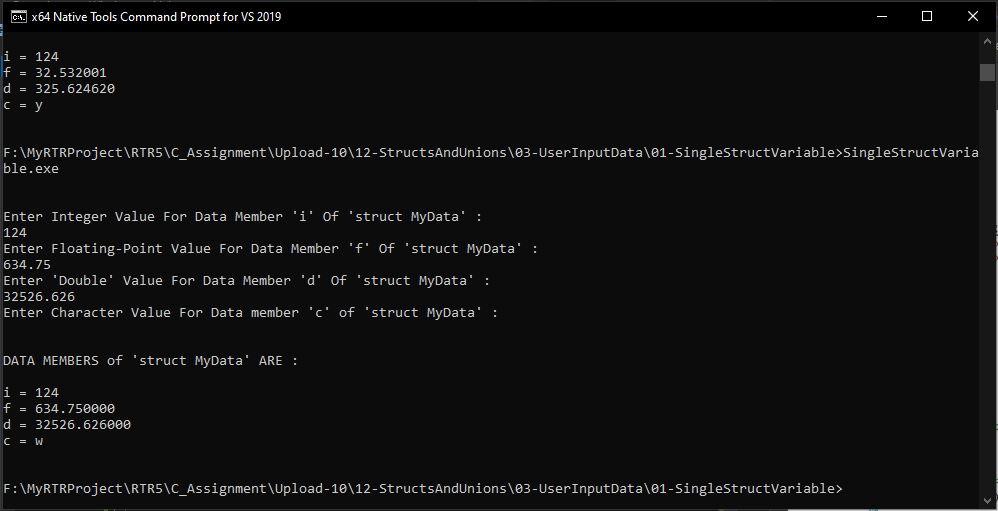 x64 Native Tools Command Prompt for VS 2019
i = 124
f = 32.532001
d = 325.624620
c = y
F:\MyRTRProject\RTR5\C_Assignment\Upload-10\12-StructsAndUnions\03-UserInputData\01-SingleStructVariable>SingleStructVaria
ble.exe
Enter Integer Value For Data Member 'i' Of 'struct MyData' :
124
Enter Floating-Point Value For Data Member 'f' Of 'struct MyData' :
634.75
Enter 'Double' Value For Data Member 'd' Of 'struct MyData' :
32526.626
Enter Character Value For Data member 'c' of 'struct MyData' :
DATA MEMBERS of 'struct MyData' ARE :
i = 124
f = 634.750000
d = 32526.626000
c = w
F:\MyRTRProject\RTR5\C_Assignment\Upload-10\12-StructsAndUnions\03-UserInputData\01-SingleStructVariable>